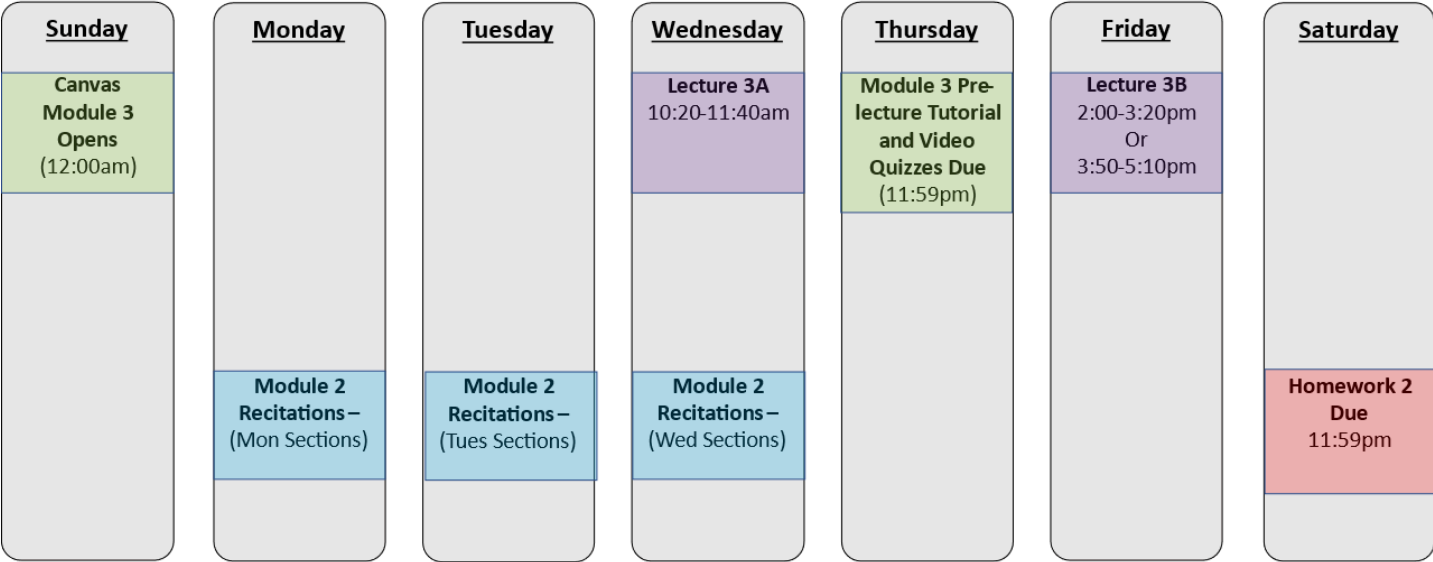 Sunday
Canvas
Module 3
Opens
(12:00am)
Monday
Module 2
Recitations –
(Mon Sections)
Tuesday
Module 2
Recitations –
(Tues Sections)
Wednesday
Lecture 3A
10:20-11:40am
Module 2
Recitations –
(Wed Sections)
Thursday
Module 3 Pre-
lecture Tutorial
and Video
Quizzes Due
(11:59pm)
Friday
Lecture 3B
2:00-3:20pm
Or
3:50-5:10pm
Saturday
Homework 2
Due
11:59pm